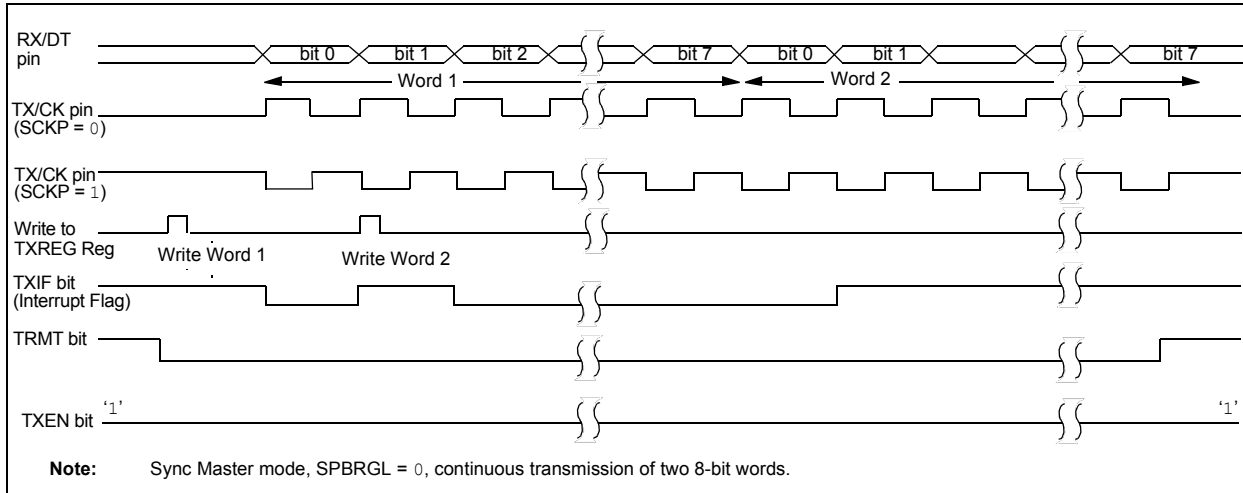 RX/DT
pin
bit 0 bit 1 bit 2 bit 7 bit 0 bit 1 bit 7
Word 1 Word 2
TX/CK pin
(SCKP = 0)
TX/CK pin
(SCKP = 1)
Write to
TXREG Reg
Write Word 1 Write Word 2
TXIF bit
(Interrupt Flag)
TRMT bit
‘1’ ‘1’
TXEN bit
Note: Sync Master mode, SPBRGL = 0, continuous transmission of two 8-bit words.